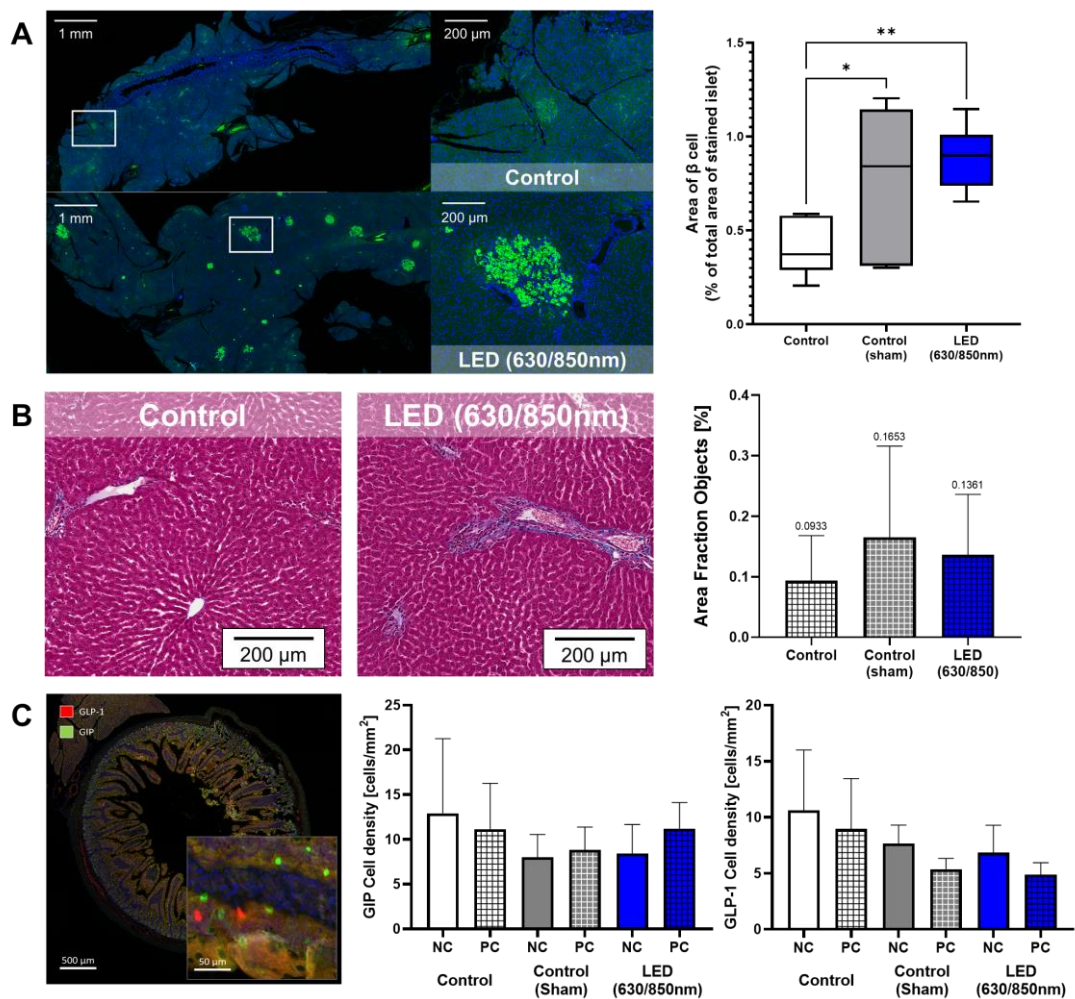 A
1 mm
200 µm
Control
1 mm
200 µm
LED (630/850nm)
Area of β cell
(% of total area of stained islet)
1.5
1.0
0.5
0.0
**
*
Control
Control
(sham)
LED
(630/850nm)
B
Control
200 µm
LED (630/850nm)
200 µm
Area Fraction Objects [%]
0.4
0.3
0.2
0.1
0.0
0.0933
0.1653
0.1361
Control
Control
(sham)
LED
(630/850)
C
GLP-1
GIP
500 µm
50 µm
GIP Cell density [cells/mm²]
25
20
15
10
5
0
NC PC NC PC NC PC
Control
Control
(Sham)
LED
(630/850nm)
GLP-1 Cell density [cells/mm²]
20
15
10
5
0
NC PC NC PC NC PC
Control
Control
(Sham)
LED
(630/850nm)